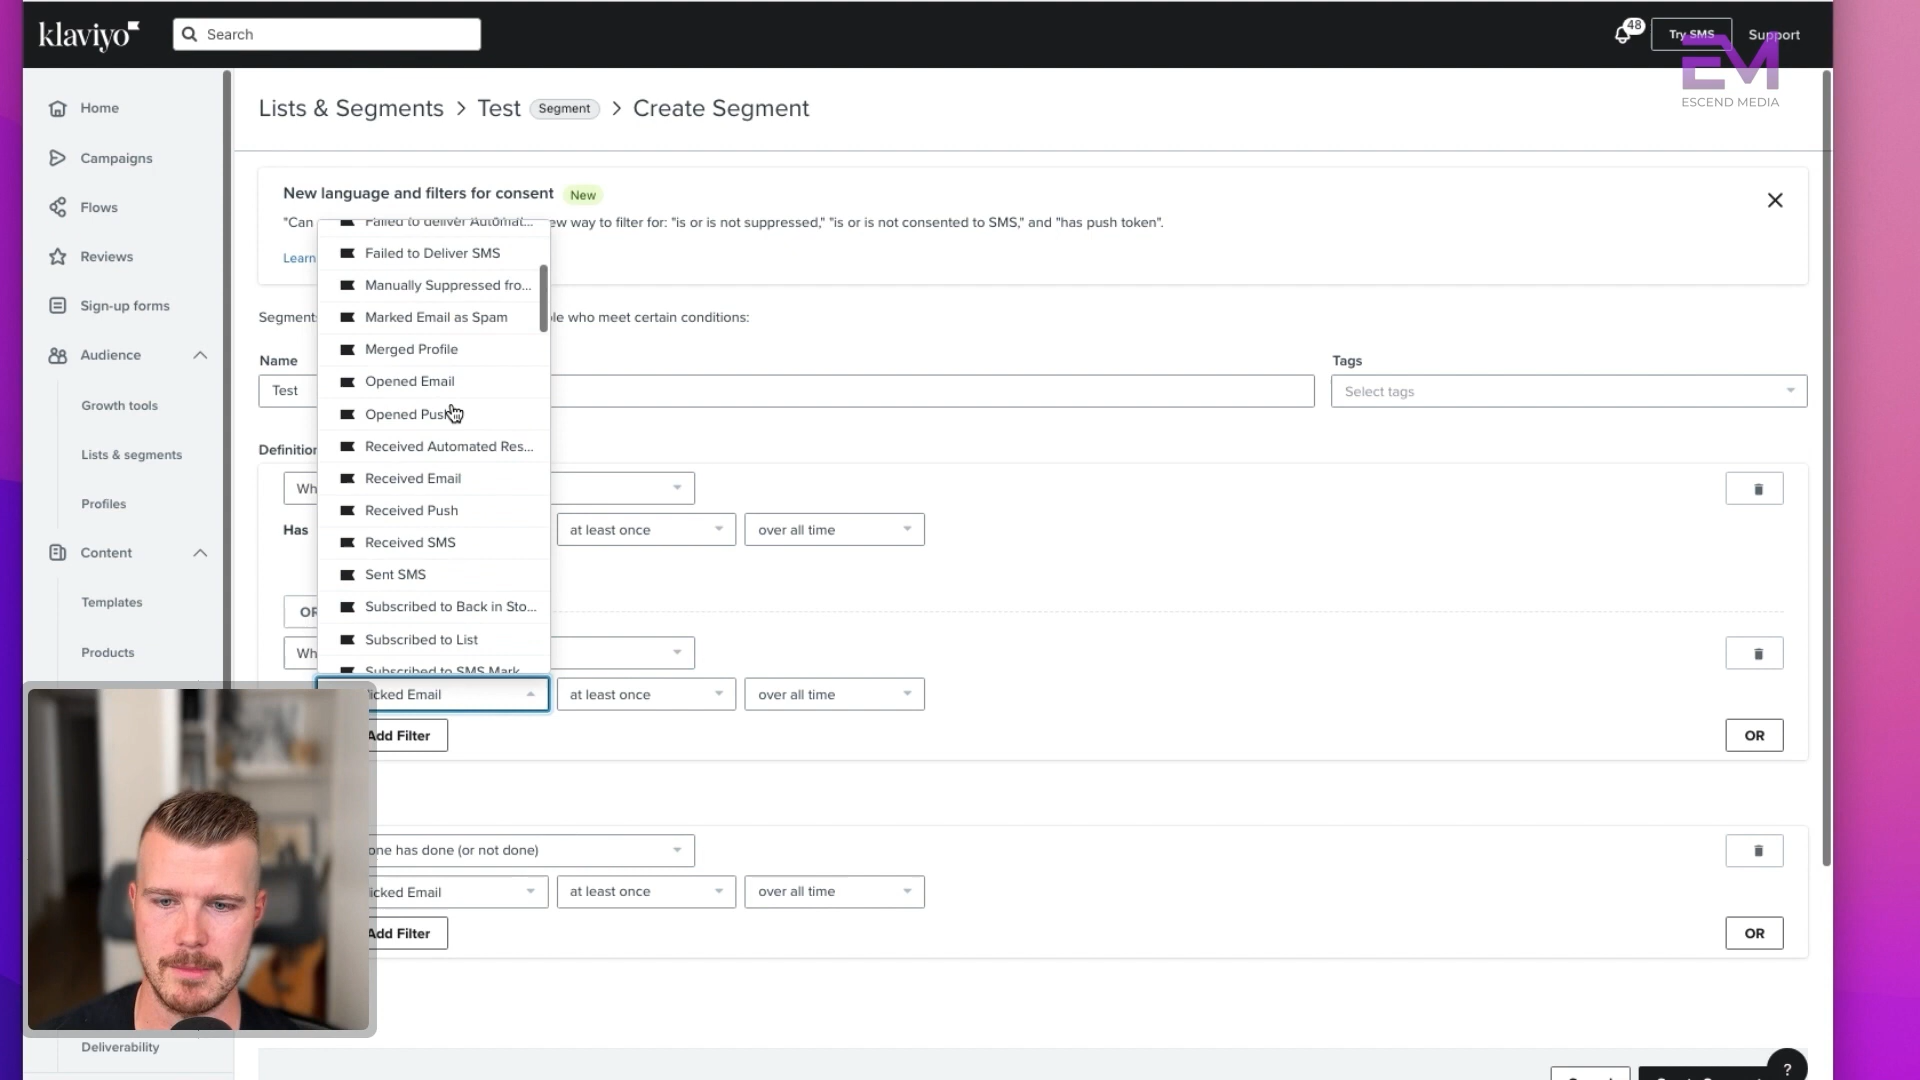 klaviyo
Search
48
Try SMS
Support
EM
ESCEND MEDIA
Home
Campaigns
Flows
Reviews
Sign-up forms
Audience
Growth tools
Lists & segments
Profiles
Content
Templates
Products
Deliverability
Lists & Segments > Test Segment > Create Segment
New language and filters for consent New
"Can
ew way to filter for: "is or is not suppressed," "is or is not consented to SMS," and "has push token".
Learn
Segment
le who meet certain conditions:
Name
Test
Tags
Select tags
Definition
Wh
Has
at least once
over all time
OR
Wh
icked Email
at least once
over all time
Add Filter
OR
one has done (or not done)
icked Email
at least once
over all time
Add Filter
OR
Failed to deliver Automat...
Failed to Deliver SMS
Manually Suppressed fro...
Marked Email as Spam
Merged Profile
Opened Email
Opened Push
Received Automated Res...
Received Email
Received Push
Received SMS
Sent SMS
Subscribed to Back in Sto...
Subscribed to List
Subscribed to SMS Mark
?